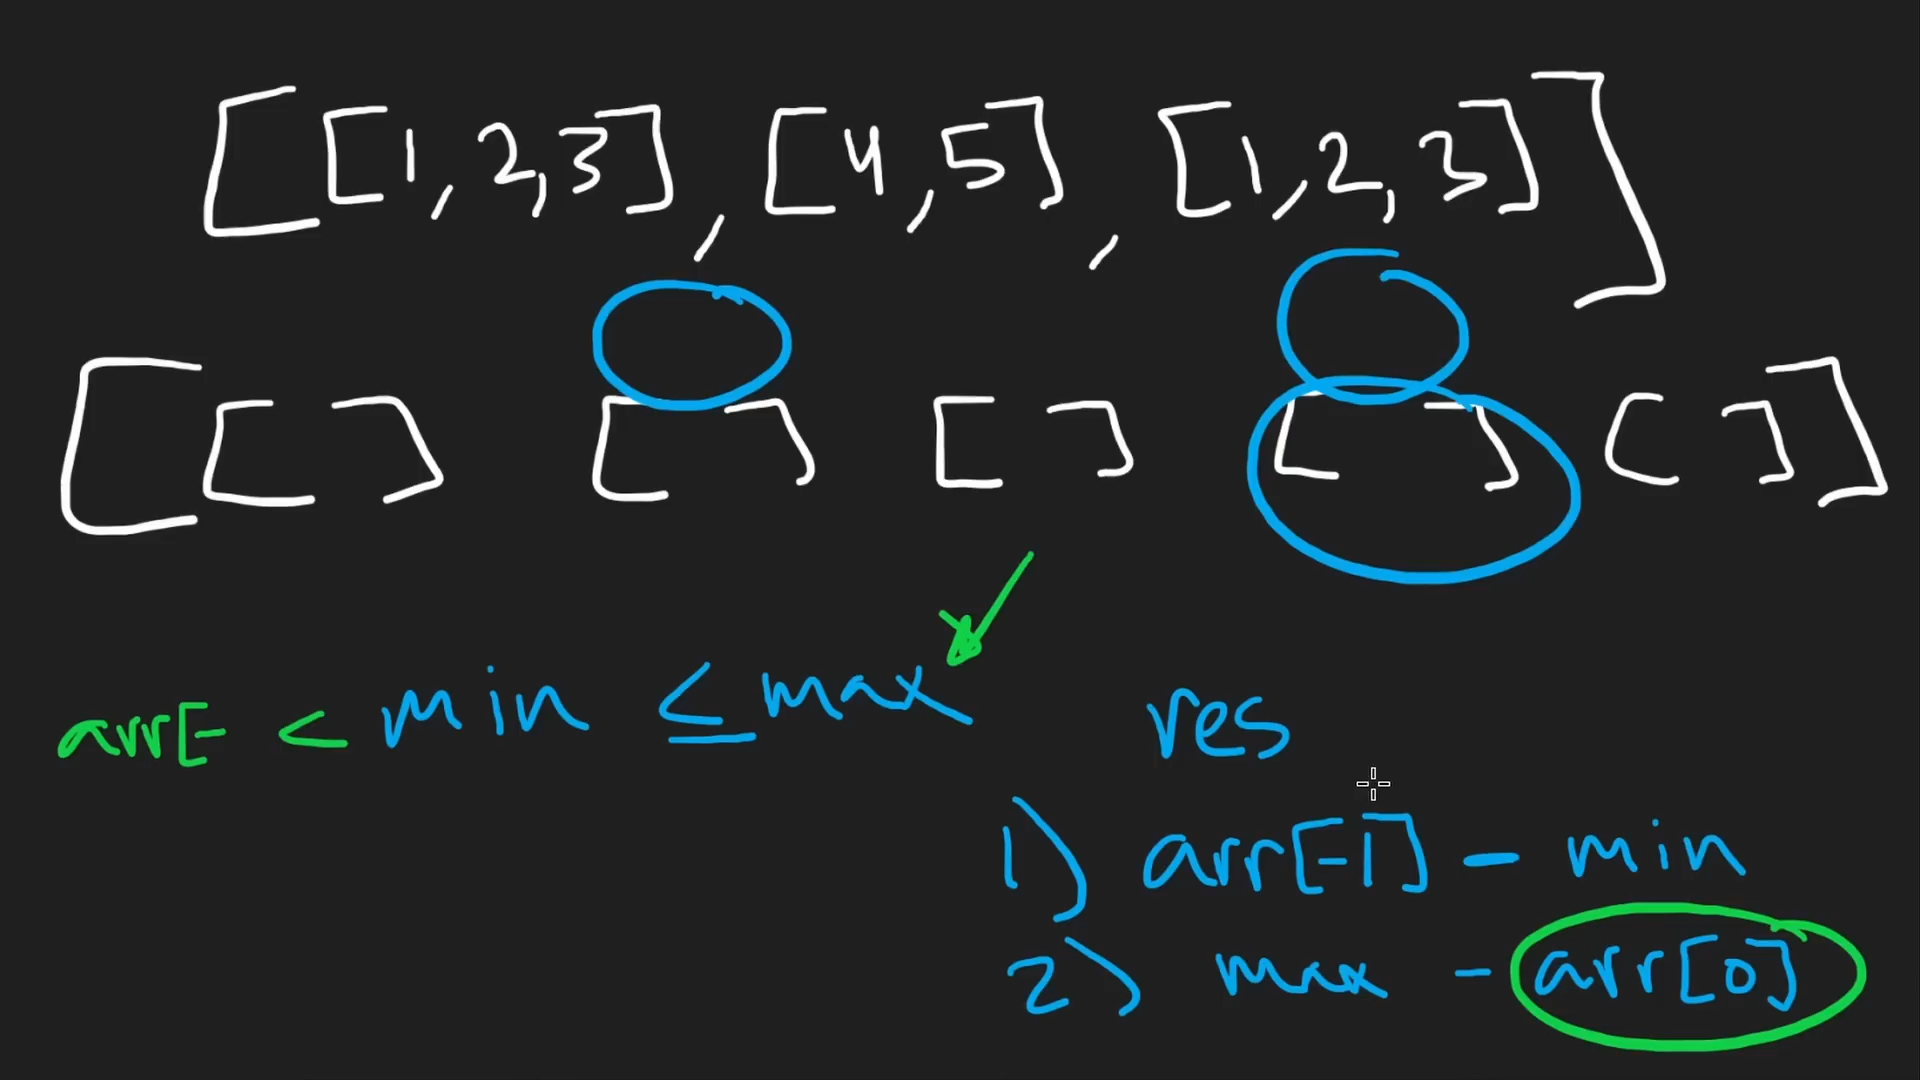 [[1,2,3], [4,5], [1,2,3]]
[[] [] [] [] []]
arr[- < min ≤ max
res
1) arr[-1] - min
2) max - arr[0]